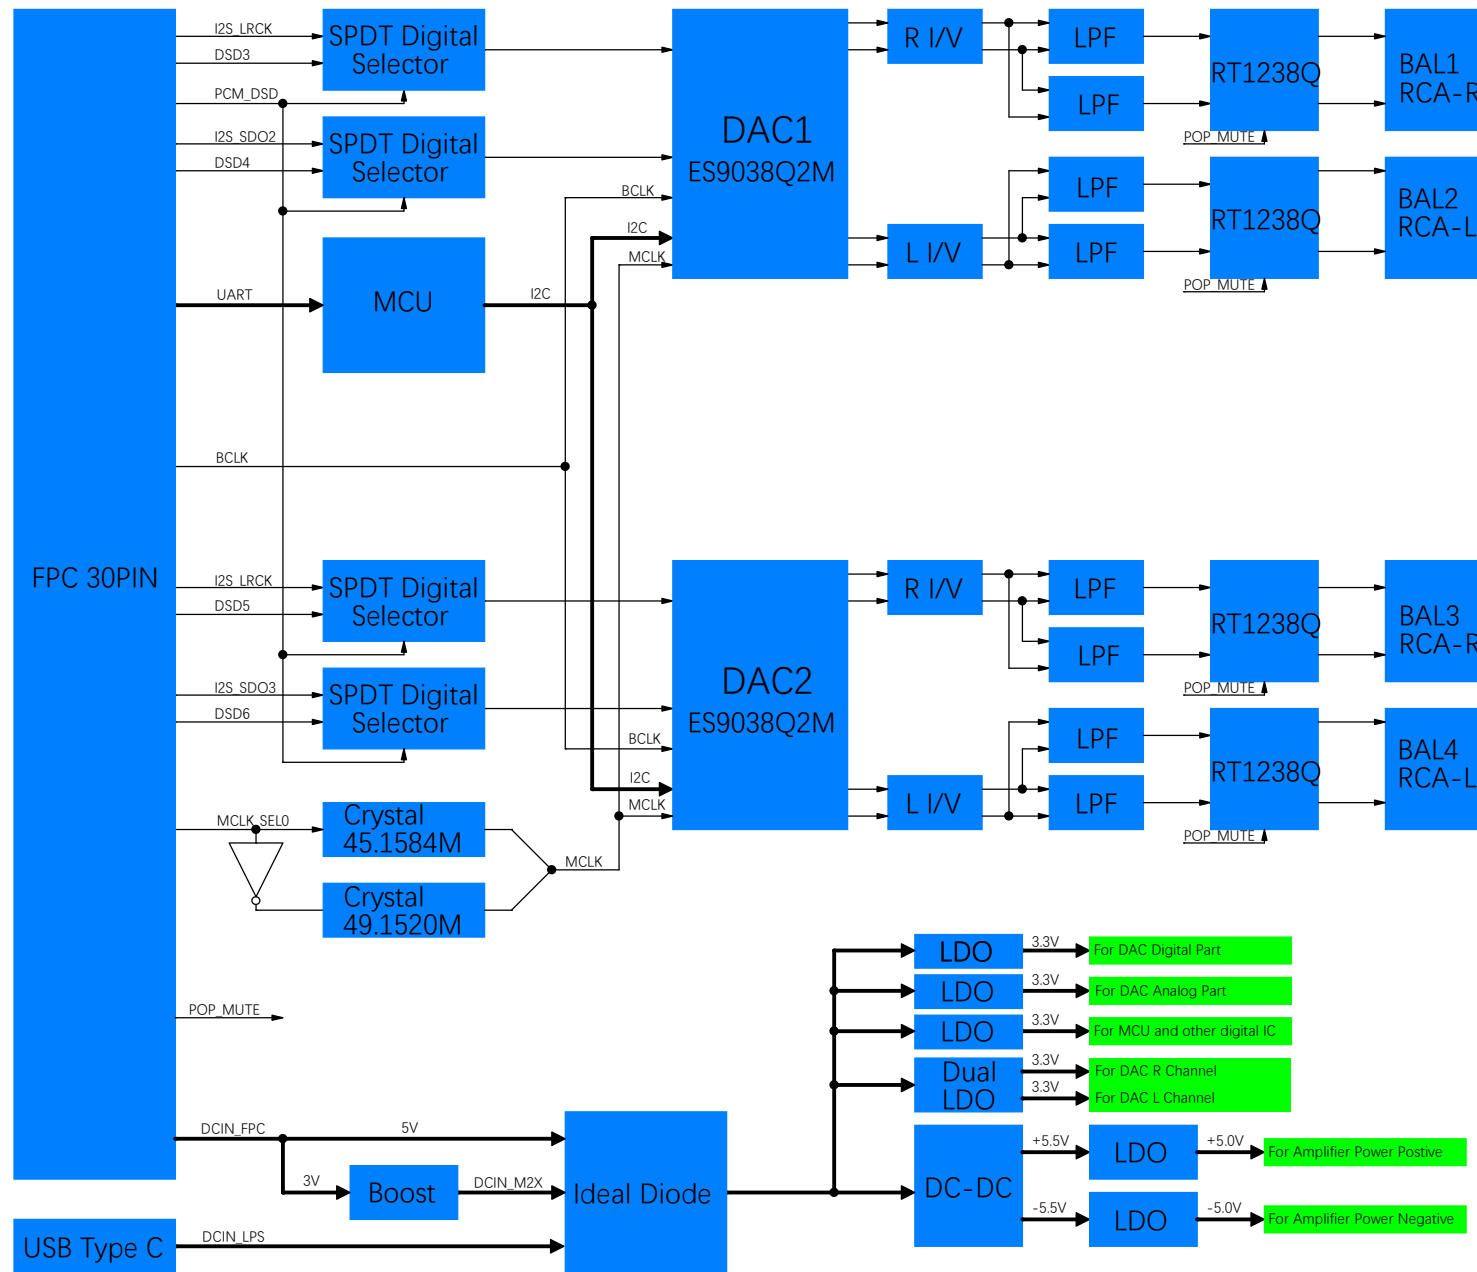 FPC 30PIN
I2S_LRCK
DSD3
PCM_DSD
I2S_SDO2
DSD4
UART
BCLK
I2S_LRCK
DSD5
I2S_SDO3
DSD6
MCLK_SEL0
POP_MUTE
DCIN_FPC
5V
3V
DCIN_M2X
DCIN_LPS
USB Type C
SPDT Digital
Selector
SPDT Digital
Selector
MCU
I2C
SPDT Digital
Selector
SPDT Digital
Selector
Crystal
45.1584M
Crystal
49.1520M
MCLK
Boost
Ideal Diode
BCLK
I2C
MCLK
DAC1
ES9038Q2M
R I/V
L I/V
LPF
LPF
LPF
LPF
RT1238Q
POP_MUTE
RT1238Q
POP_MUTE
BAL1
RCA-R
BAL2
RCA-L
BCLK
I2C
MCLK
DAC2
ES9038Q2M
R I/V
L I/V
LPF
LPF
LPF
LPF
RT1238Q
POP_MUTE
RT1238Q
POP_MUTE
BAL3
RCA-R
BAL4
RCA-L
LDO
3.3V
For DAC Digital Part
LDO
3.3V
For DAC Analog Part
LDO
3.3V
For MCU and other digital IC
Dual
LDO
3.3V
For DAC R Channel
3.3V
For DAC L Channel
DC-DC
+5.5V
LDO
+5.0V
For Amplifier Power Postive
-5.5V
LDO
-5.0V
For Amplifier Power Negative